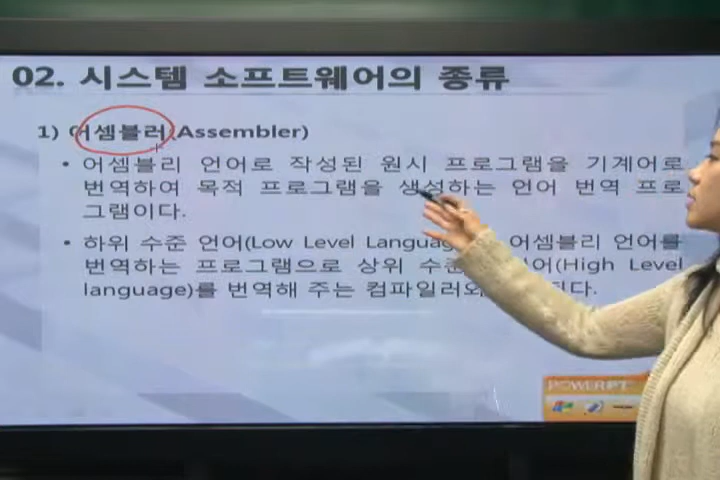 02. 시스템 소프트웨어의 종류
1) 어셈블러(Assembler)
• 어셈블리 언어로 작성된 원시 프로그램을 기계어로
번역하여 목적 프로그램을 생성하는 언어 번역 프로
그램이다.
• 하위 수준 언어(Low Level Langua 어셈블리 언어를
번역하는 프로그램으로 상위 수준 (High Level
language)를 번역해 주는 컴파일러와
POWERPT